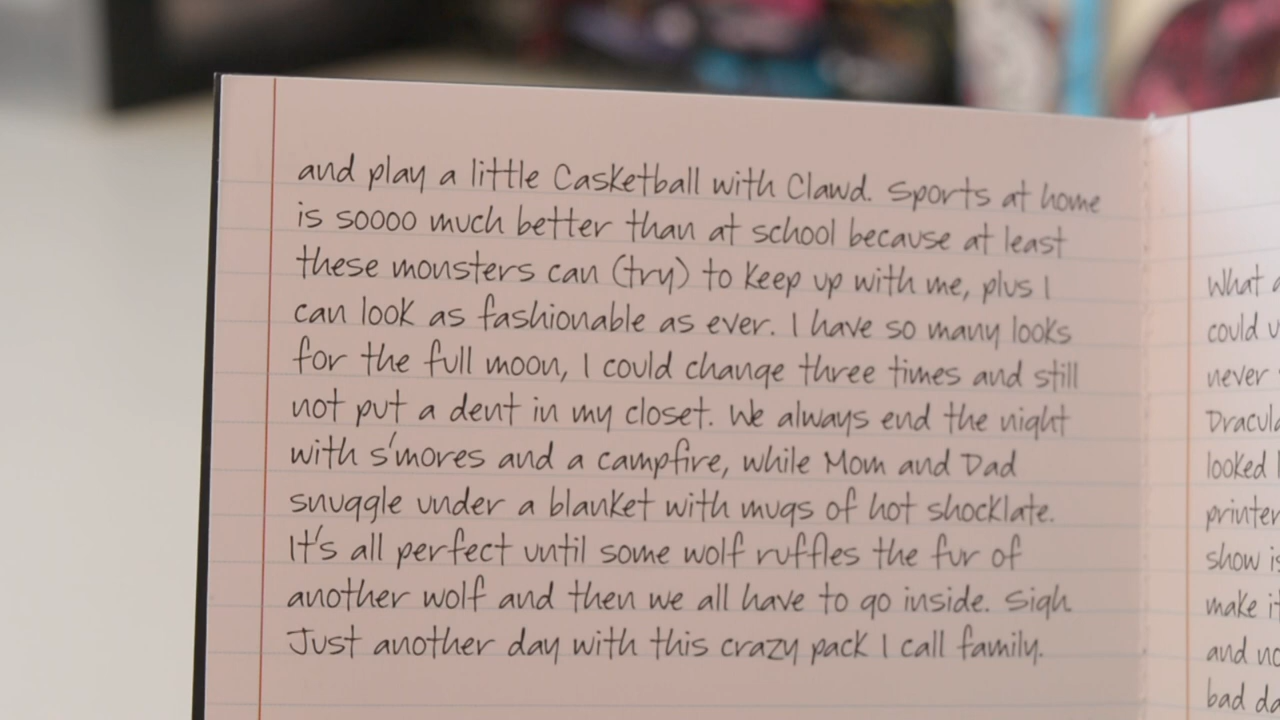 and play a little Casketball with Clawd. Sports at home
is soooo much better than at school because at least
these monsters can (try) to keep up with me, plus I
can look as fashionable as ever. I have so many looks
for the full moon, I could change three times and still
not put a dent in my closet. We always end the night
with s'mores and a campfire, while Mom and Dad
snuggle under a blanket with mugs of hot shocklate.
It's all perfect until some wolf ruffles the fur of
another wolf and then we all have to go inside. Sigh.
Just another day with this crazy pack I call family.
What
could
never
looked
printer
show
make
and
bad